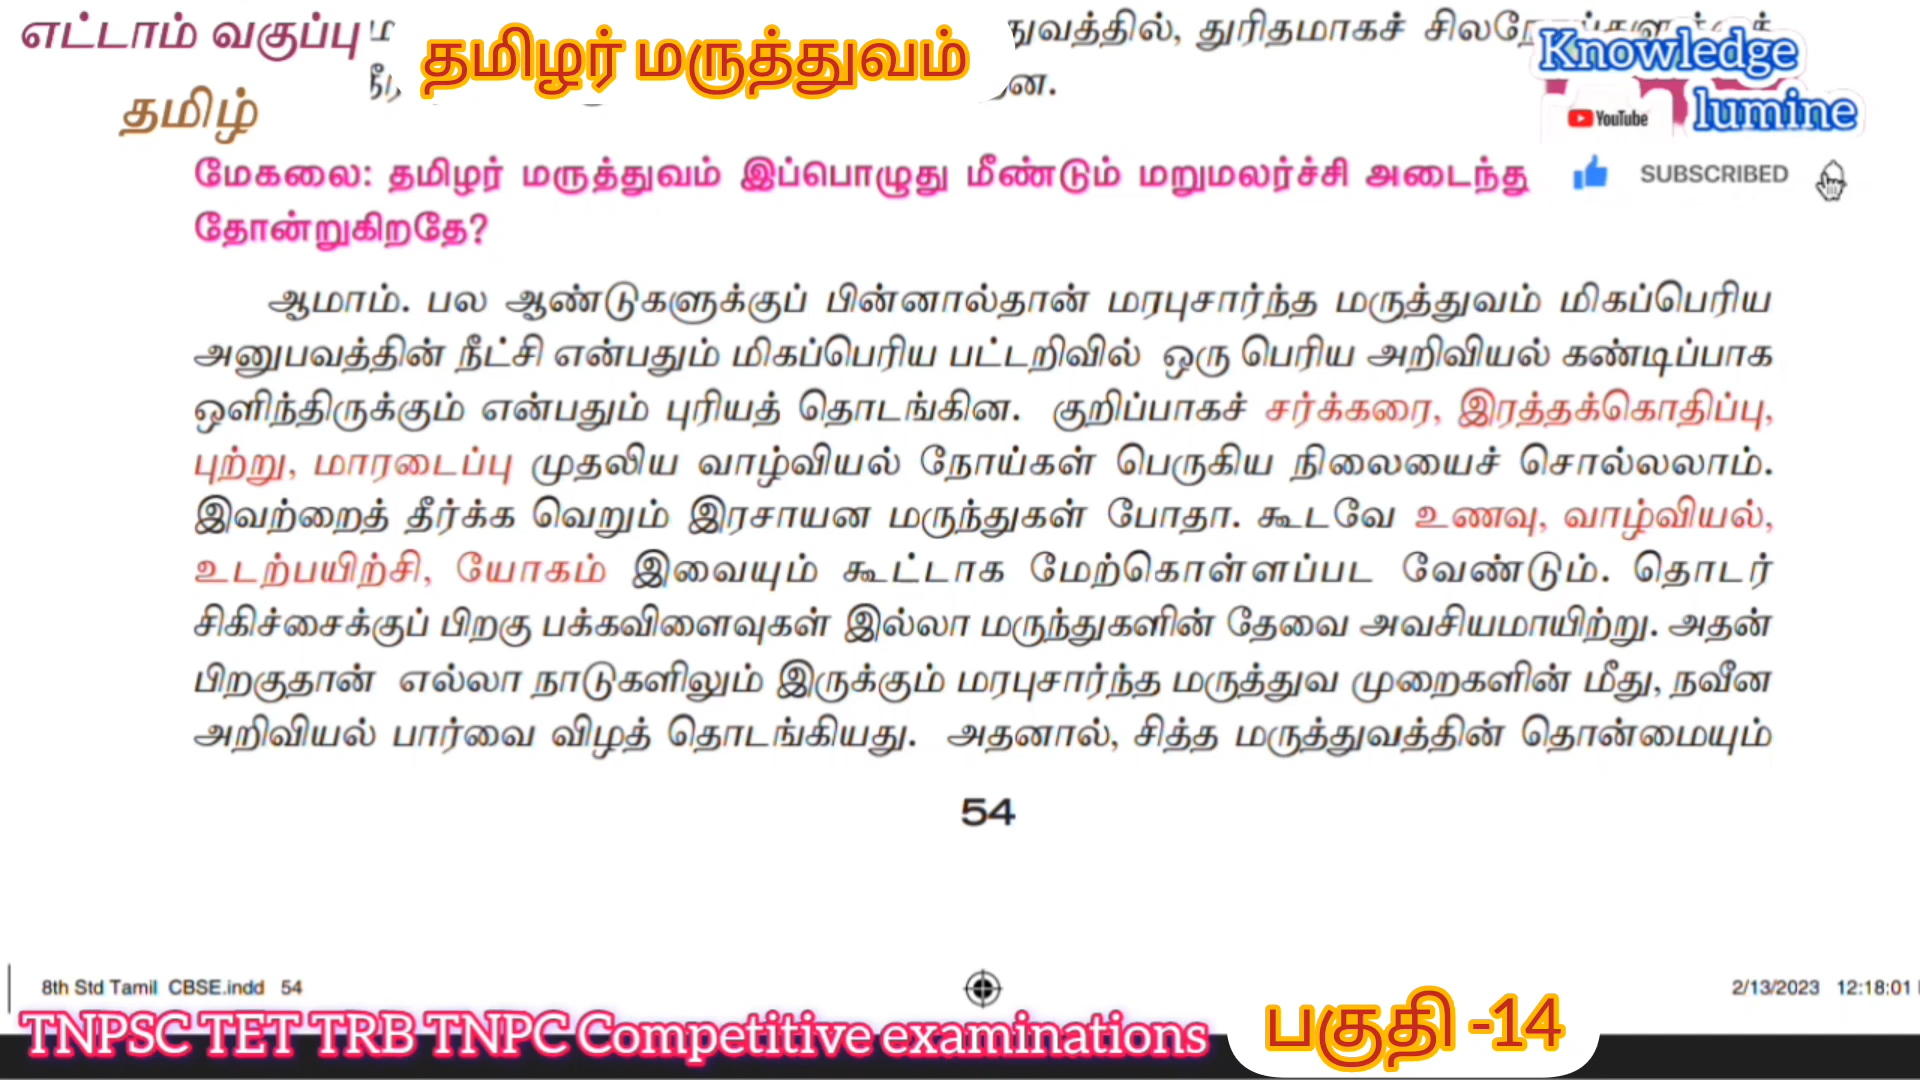 எட்டாம் வகுப்பு
தமிழ்
தமிழர் மருத்துவம்
துரிதமாகச்
Knowledge
lumine
YouTube
SUBSCRIBED
மேகலை: தமிழர் மருத்துவம் இப்பொழுது மீண்டும் மறுமலர்ச்சி அடைந்து
தோன்றுகிறதே?
ஆமாம். பல ஆண்டுகளுக்குப் பின்னால்தான் மரபுசார்ந்த மருத்துவம் மிகப்பெரிய
அனுபவத்தின் நீட்சி என்பதும் மிகப்பெரிய பட்டறிவில் ஒரு பெரிய அறிவியல் கண்டிப்பாக
ஒளிந்திருக்கும் என்பதும் புரியத் தொடங்கின. குறிப்பாகச் சர்க்கரை, இரத்தக்கொதிப்பு,
புற்று, மாரடைப்பு முதலிய வாழ்வியல் நோய்கள் பெருகிய நிலையைச் சொல்லலாம்.
இவற்றைத் தீர்க்க வெறும் இரசாயன மருந்துகள் போதா. கூடவே உணவு, வாழ்வியல்,
உடற்பயிற்சி, யோகம் இவையும் கூட்டாக மேற்கொள்ளப்பட வேண்டும். தொடர்
சிகிச்சைக்குப் பிறகு பக்கவிளைவுகள் இல்லா மருந்துகளின் தேவை அவசியமாயிற்று. அதன்
பிறகுதான் எல்லா நாடுகளிலும் இருக்கும் மரபுசார்ந்த மருத்துவ முறைகளின் மீது, நவீன
அறிவியல் பார்வை விழத் தொடங்கியது. அதனால், சித்த மருத்துவத்தின் தொன்மையும்
54
8th Std Tamil CBSE.indd 54
2/13/2023 12:18:01
TNPSC TET TRB TNPC Competitive examinations
பகுதி -14